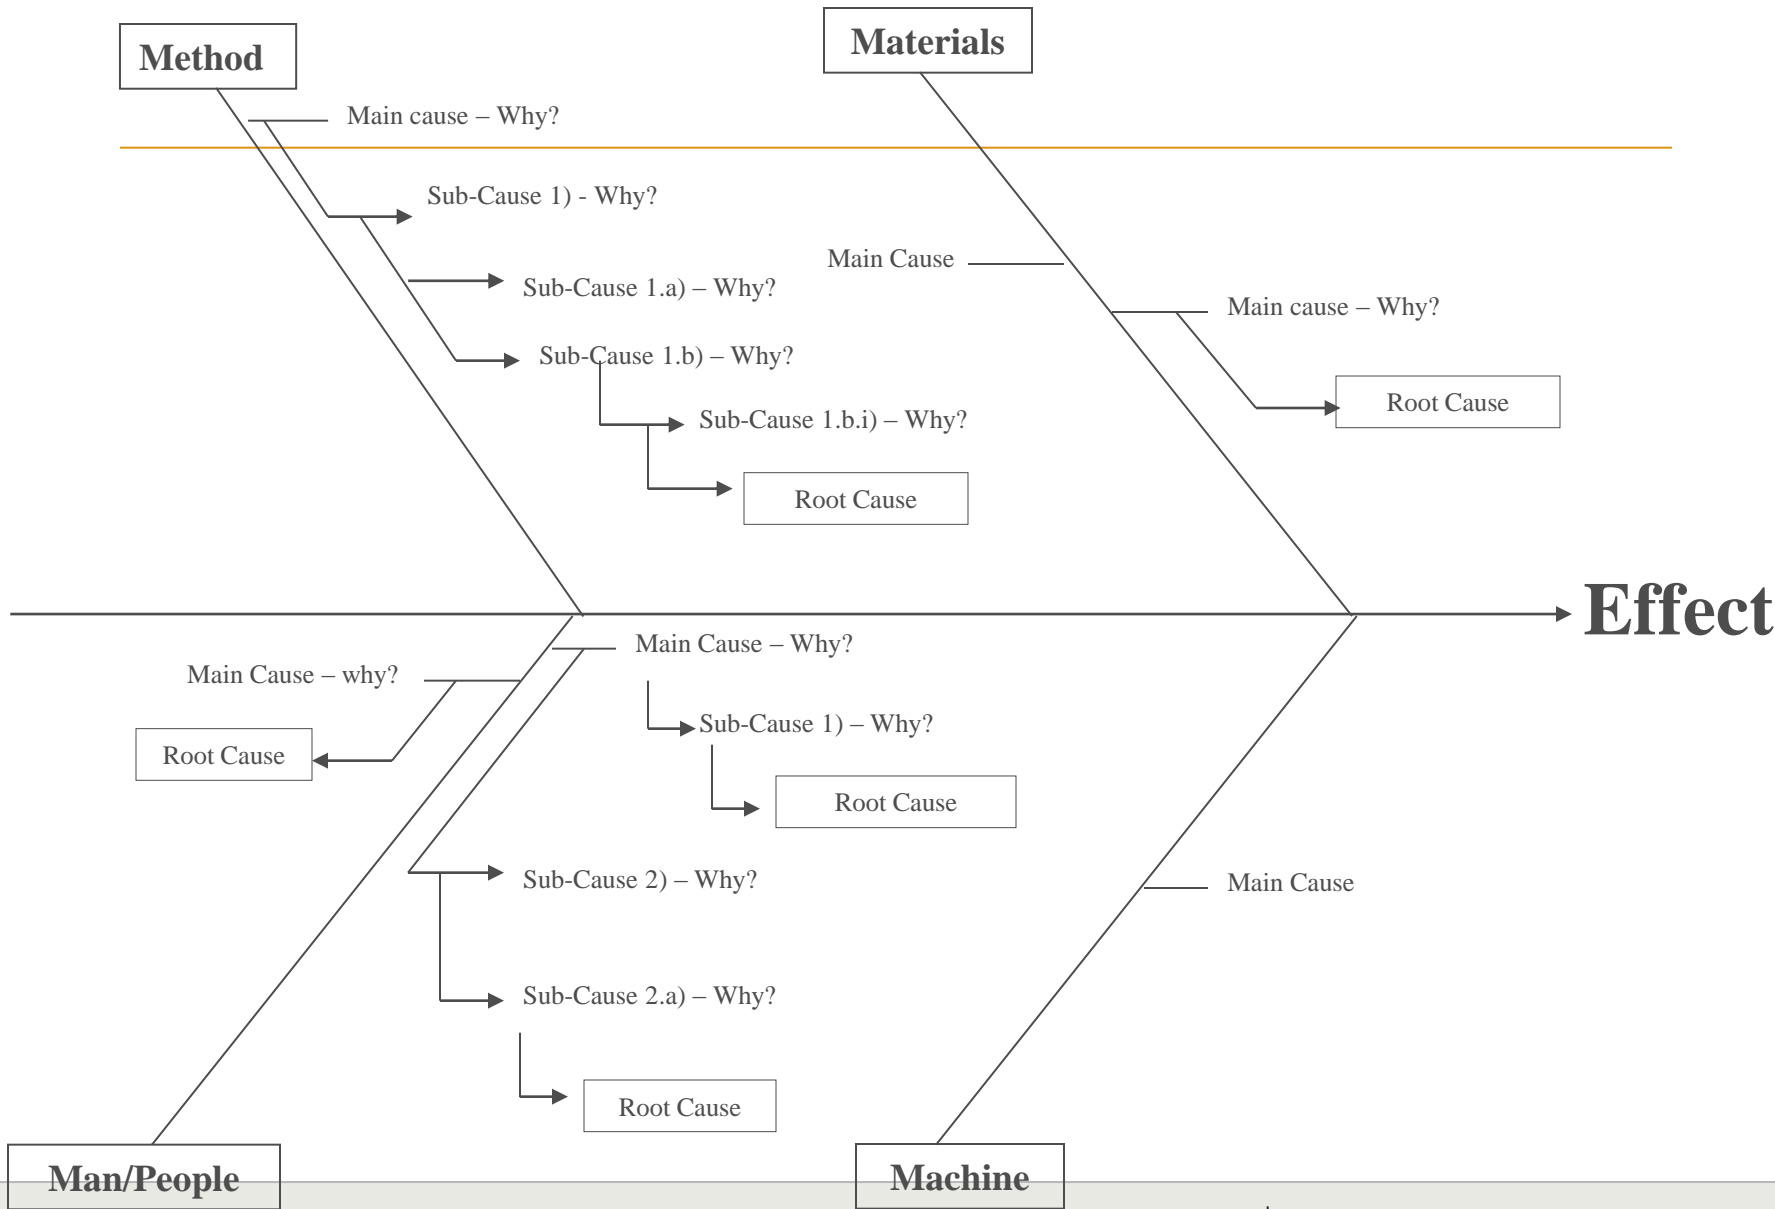 Method
Materials
Main cause – Why?
Sub-Cause 1) - Why?
Main Cause
Sub-Cause 1.a) – Why?
Main cause – Why?
Sub-Cause 1.b) – Why?
Root Cause
Sub-Cause 1.b.i) – Why?
Root Cause
Effect
Main Cause – Why?
Main Cause – why?
Sub-Cause 1) – Why?
Root Cause
Root Cause
Sub-Cause 2) – Why?
Main Cause
Sub-Cause 2.a) – Why?
Root Cause
Man/People
Machine